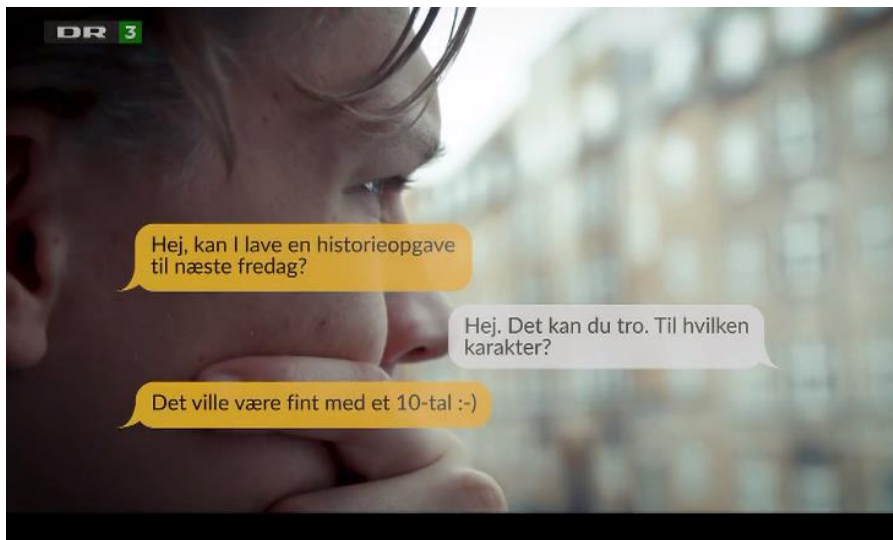 DR 3
Hej, kan I lave en historieopgave
til næste fredag?
Hej. Det kan du tro. Til hvilken
karakter?
Det ville være fint med et 10-tal :-)